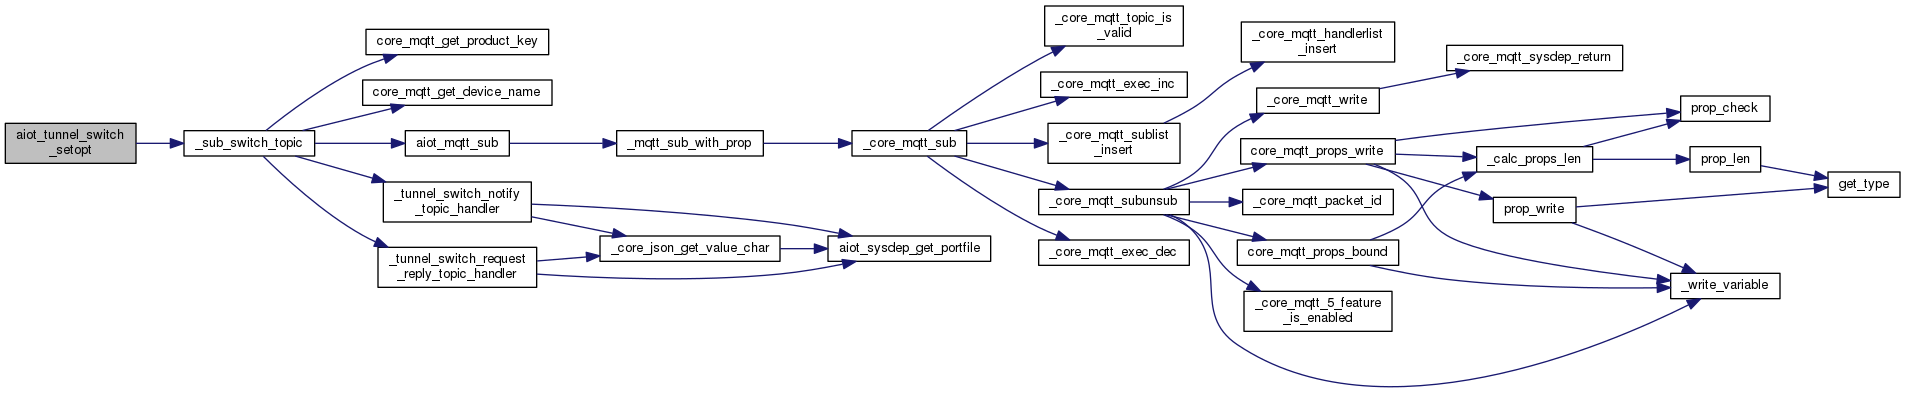 aiot_tunnel_switch
_setopt
_sub_switch_topic
core_mqtt_get_product_key
core_mqtt_get_device_name
aiot_mqtt_sub
_tunnel_switch_notify
_topic_handler
_tunnel_switch_request
_reply_topic_handler
_mqtt_sub_with_prop
_core_json_get_value_char
_core_mqtt_sub
aiot_sysdep_get_portfile
_core_mqtt_topic_is
_valid
_core_mqtt_exec_inc
_core_mqtt_sublist
_insert
_core_mqtt_subunsub
_core_mqtt_exec_dec
_core_mqtt_handlerlist
_insert
_core_mqtt_write
core_mqtt_props_write
_core_mqtt_packet_id
core_mqtt_props_bound
_core_mqtt_5_feature
_is_enabled
_core_mqtt_sysdep_return
_calc_props_len
prop_write
prop_check
prop_len
_write_variable
get_type